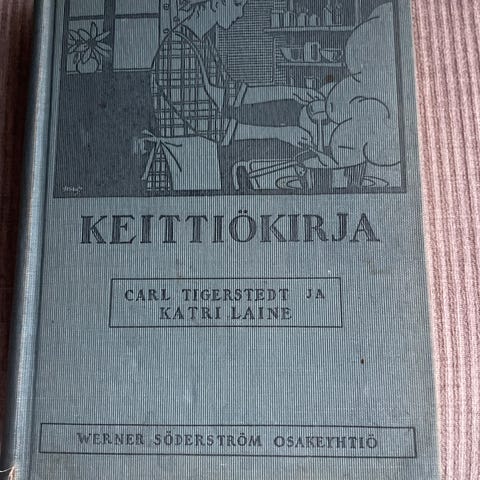 KEITTIÖKIRJA
CARL TIGERSTEDT JA
KATRI LAINE
WERNER SÖDERSTRÖM OSAKEYHTIÖ